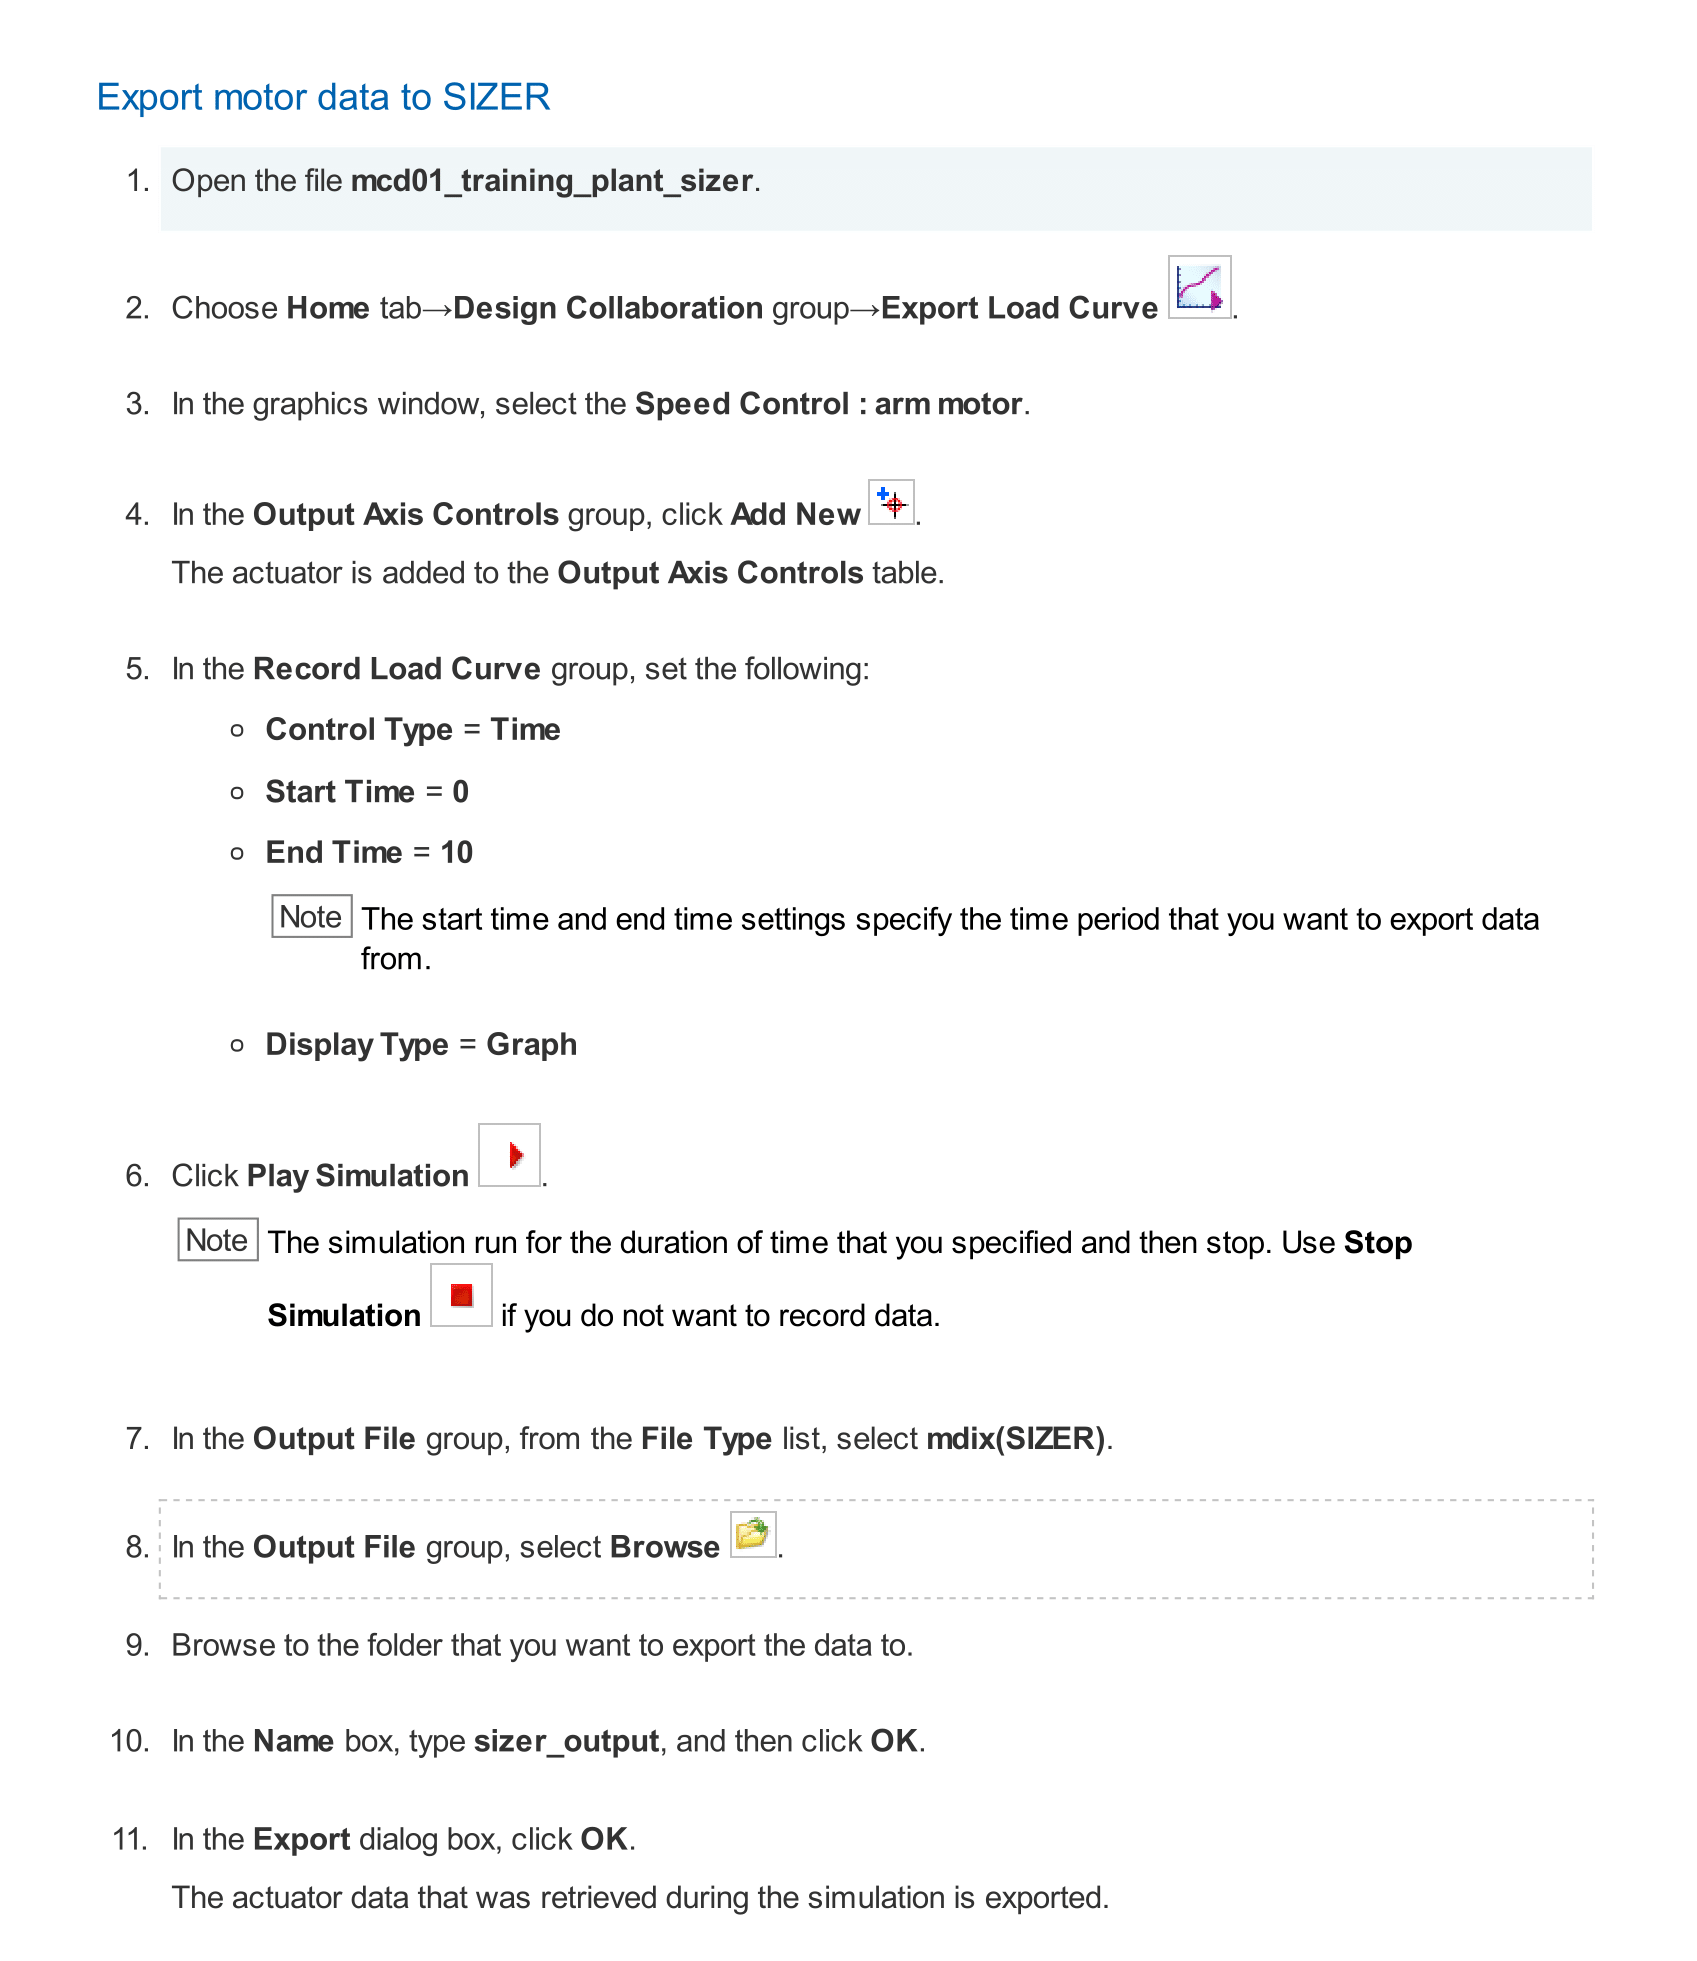 Export motor data to SIZER
1. Open the file mcd01_training_plant_sizer.
2. Choose Home tab→Design Collaboration group→Export Load Curve .
3. In the graphics window, select the Speed Control : arm motor.
4. In the Output Axis Controls group, click Add New .
The actuator is added to the Output Axis Controls table.
5. In the Record Load Curve group, set the following:
○ Control Type = Time
○ Start Time = 0
○ End Time = 10
Note The start time and end time settings specify the time period that you want to export data
from.
○ Display Type = Graph
6. Click Play Simulation .
Note The simulation run for the duration of time that you specified and then stop. Use Stop
Simulation if you do not want to record data.
7. In the Output File group, from the File Type list, select mdix(SIZER).
8. In the Output File group, select Browse .
9. Browse to the folder that you want to export the data to.
10. In the Name box, type sizer_output, and then click OK.
11. In the Export dialog box, click OK.
The actuator data that was retrieved during the simulation is exported.